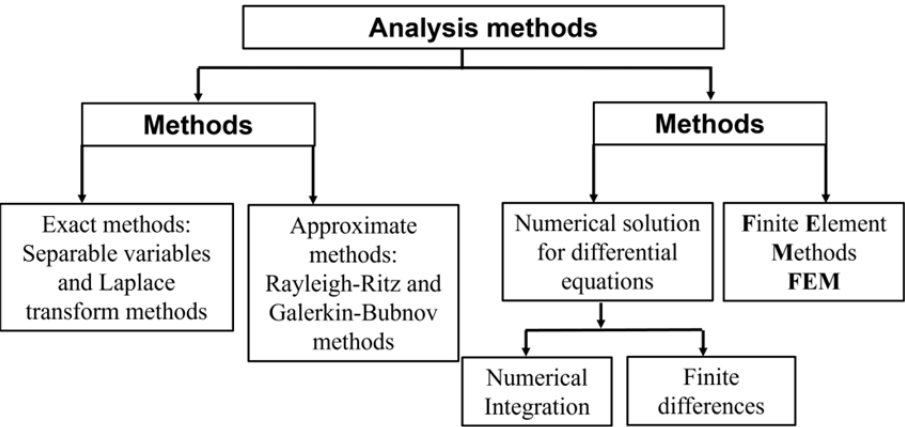 Analysis methods
Methods
Methods
Exact methods:
Separable variables
and Laplace
transform methods
Approximate
methods:
Rayleigh-Ritz and
Galerkin-Bubnov
methods
Numerical solution
for differential
equations
Finite Element
Methods
FEM
Numerical
Integration
Finite
differences